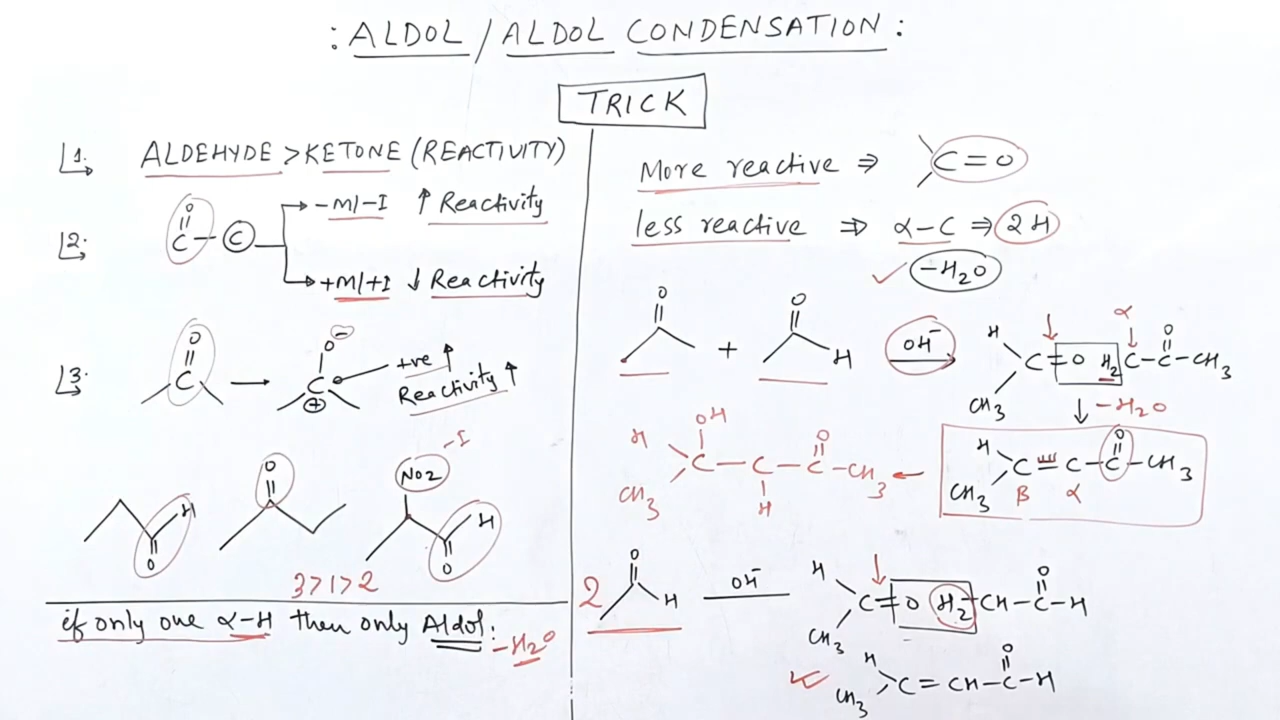 : ALDOL / ALDOL CONDENSATION :
TRICK
1. ALDEHYDE > KETONE (REACTIVITY)
2. O
C - C
-M/-I ↑ Reactivity
+M/+I ↓ Reactivity
3. O
C → O⊖
C
⊕
+ve ↑
Reactivity ↑
O H
O
NO2 -I
O H
3 > 1 > 2
if only one α-H then only Aldol:
-H2O
More reactive ⇒ C=O
less reactive ⇒ α-C ⇒ 2H
✓ -H2O
O + O H OH⁻ →
H α O
C = O H2 C - C - CH3
CH3
↓ -H2O
H O
C = C - C - CH3
CH3 β α
H OH O
C - C - C - CH3 ←
CH3 H
2 O H OH⁻
H O
C = O H2 CH - C - H
CH3
H O
C = CH - C - H
CH3